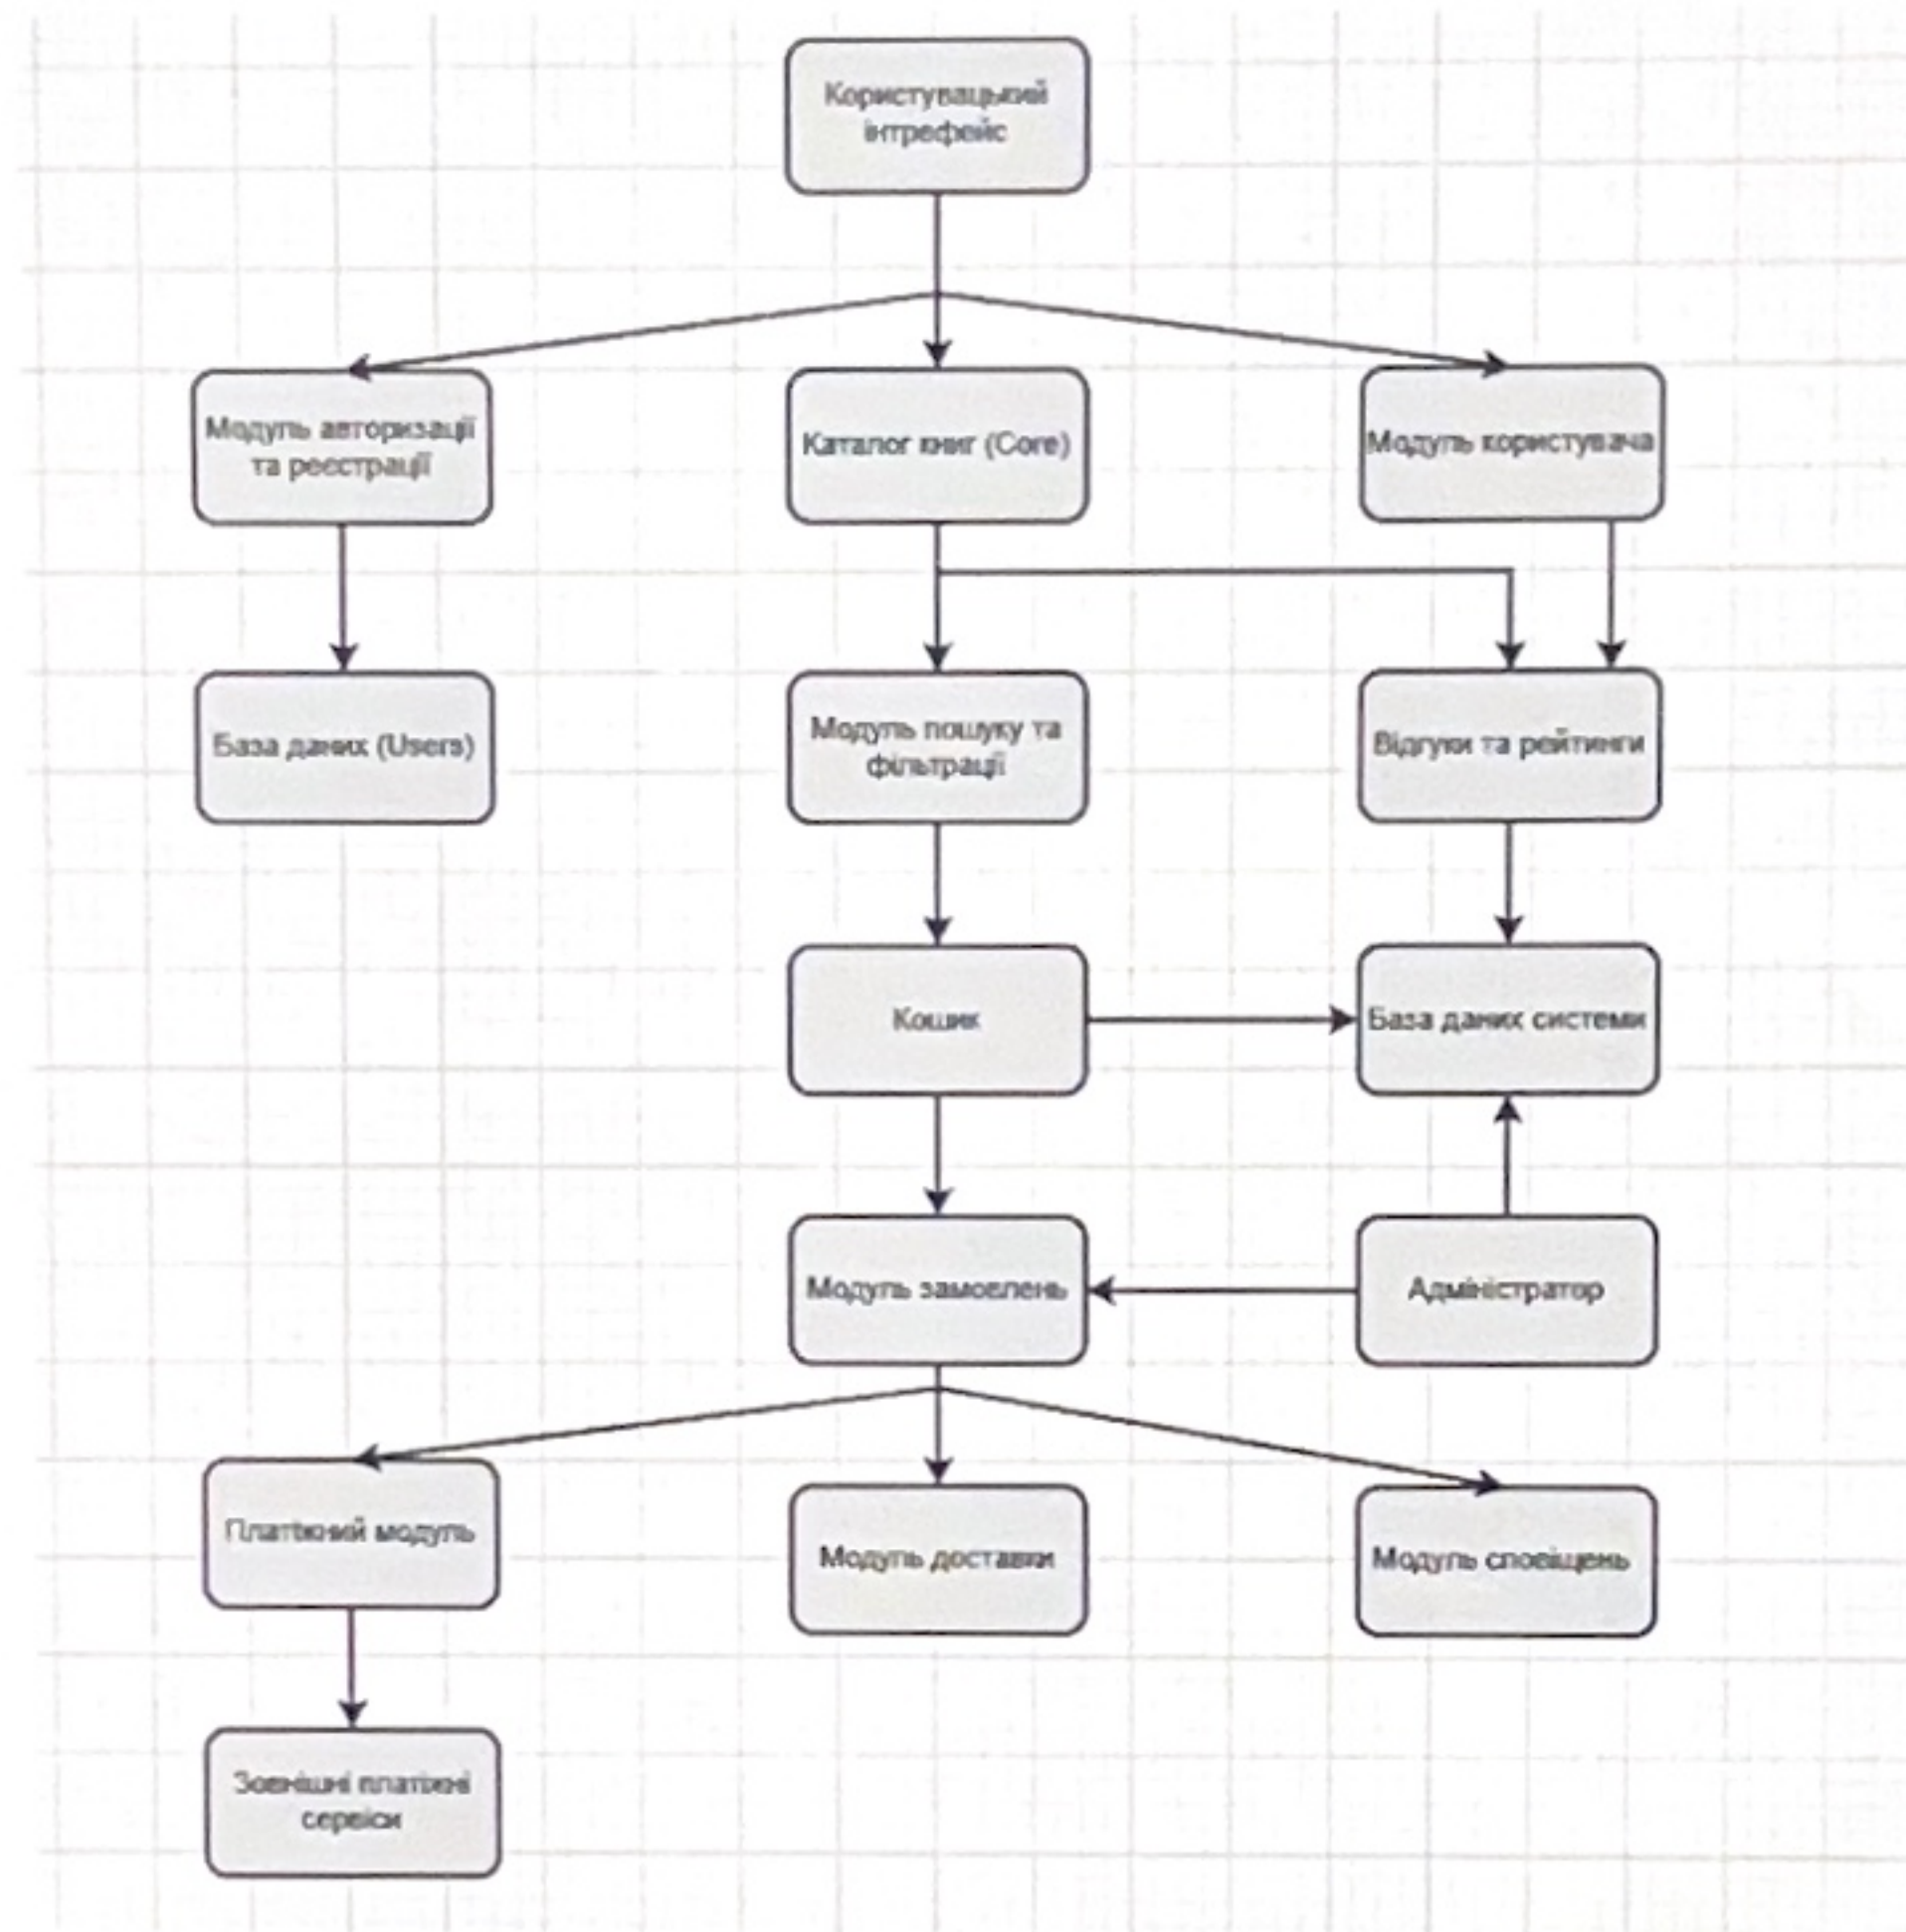 Користувацький
інтрефейс
Модуль авторизації
та реєстрації
Каталог книг (Core)
Модуль користувача
База даних (Users)
Модуль пошуку та
фільтрації
Відгуки та рейтинги
Кошик
База даних системи
Модуль замовлень
Адміністратор
Платіжний модуль
Модуль доставки
Модуль сповіщень
Зовнішні платіжні
сервіси